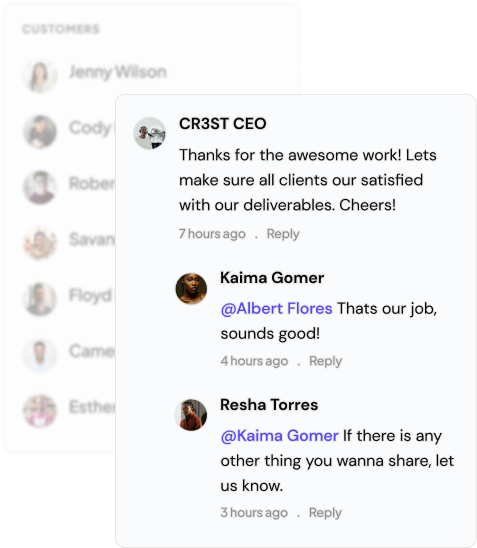 CUSTOMERS
Jenny Wilson
Cody
Rober
Savan
Floyd
Came
Esther
CR3ST CEO
Thanks for the awesome work! Lets
make sure all clients our satisfied
with our deliverables. Cheers!
7 hours ago . Reply
Kaima Gomer
@Albert Flores Thats our job,
sounds good!
4 hours ago . Reply
Resha Torres
@Kaima Gomer If there is any
other thing you wanna share, let
us know.
3 hours ago . Reply